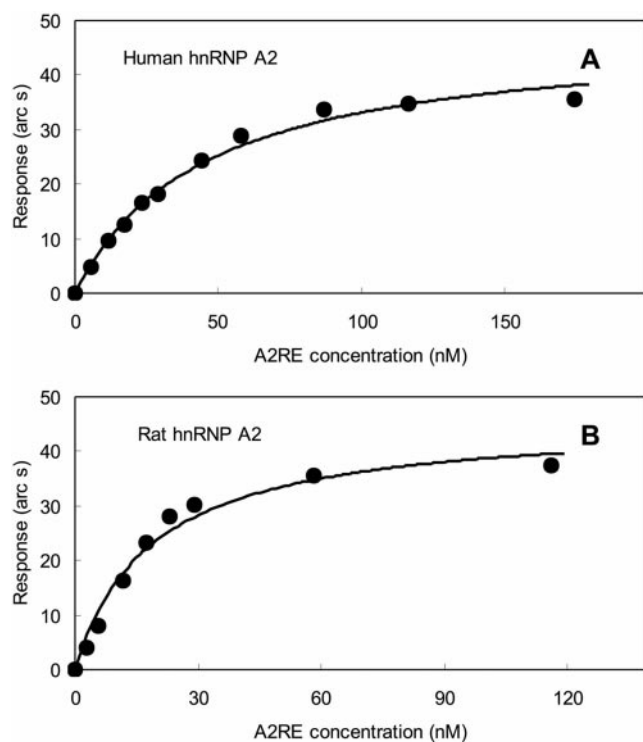 50
Human hnRNP A2
A
40
30
20
10
0
Response (arc s)
0 50 100 150
A2RE concentration (nM)
50
Rat hnRNP A2
B
40
30
20
10
0
Response (arc s)
0 30 60 90 120
A2RE concentration (nM)